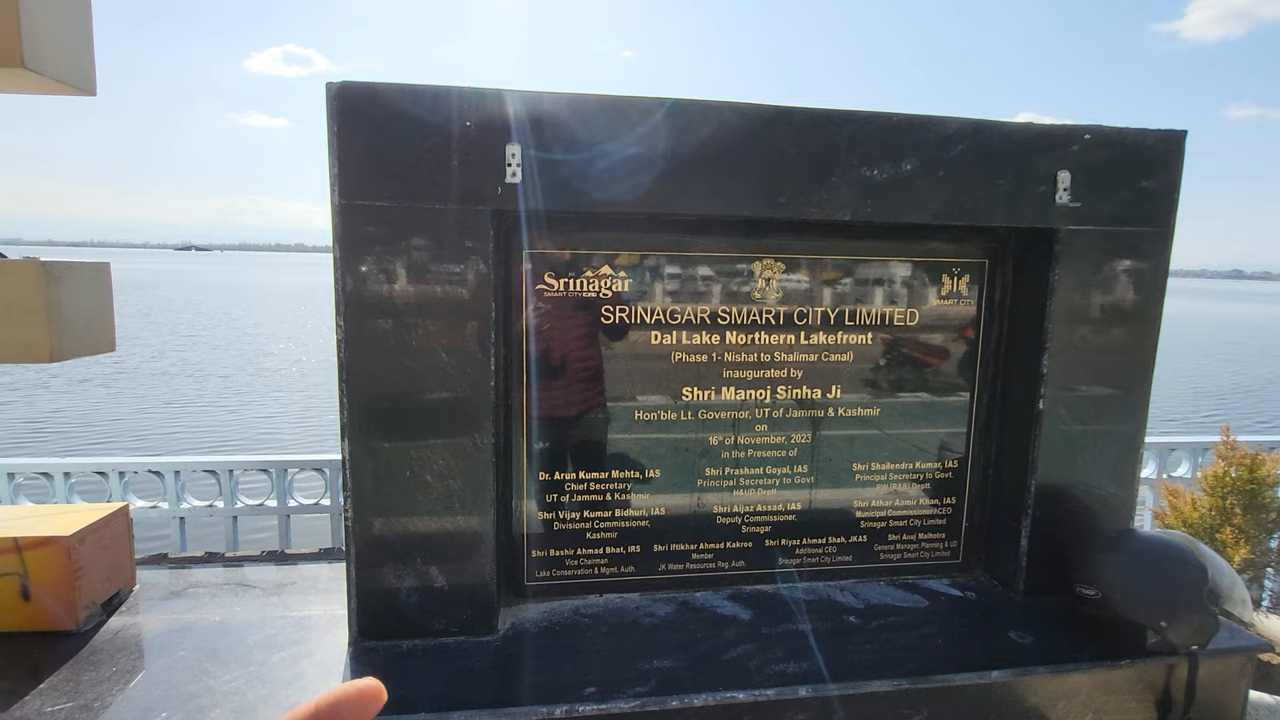 Srinagar
SMART CITY
SMART CITY
SRINAGAR SMART CITY LIMITED
Dal Lake Northern Lakefront
(Phase 1- Nishat to Shalimar Canal)
inaugurated by
Shri Manoj Sinha Ji
Hon'ble Lt. Governor, UT of Jammu & Kashmir
on
16th of November, 2023
in the Presence of
Dr. Arun Kumar Mehta, IAS
Chief Secretary
UT of Jammu & Kashmir
Shri Prashant Goyal, IAS
Principal Secretary to Govt
H&UD Deptt
Shri Shailendra Kumar, IAS
Principal Secretary to Govt.
PW(R&B) Deptt.
Shri Vijay Kumar Bidhuri, IAS
Divisional Commissioner,
Kashmir
Shri Aijaz Assad, IAS
Deputy Commissioner,
Srinagar
Shri Athar Aamir Khan, IAS
Municipal Commissioner/CEO
Srinagar Smart City Limited
Shri Bashir Ahmad Bhat, IRS
Vice Chairman
Lake Conservation & Mgmt. Auth.
Shri Iftikhar Ahmad Kakroo
Member
JK Water Resources Reg. Auth.
Shri Riyaz Ahmad Shah, JKAS
Additional CEO
Srinagar Smart City Limited
Shri Anuj Malhotra
General Manager, Planning & UD
Srinagar Smart City Limited